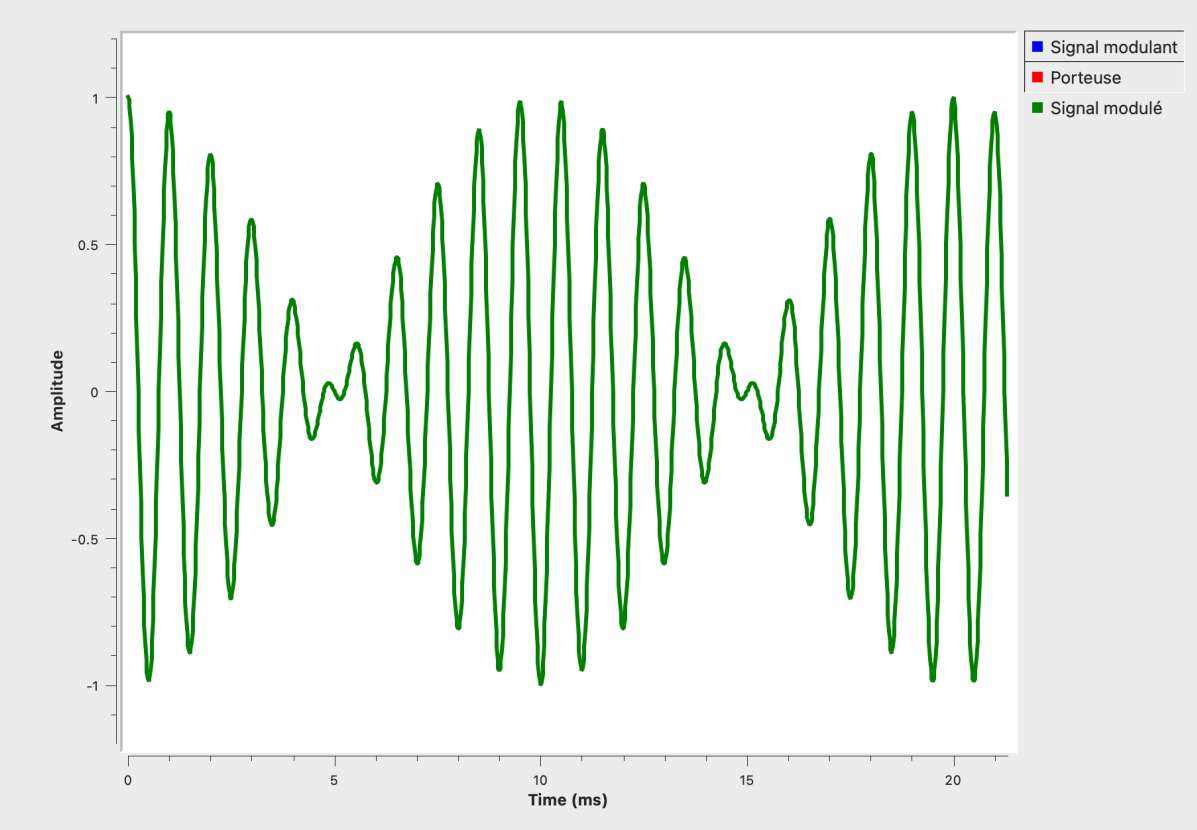 Signal modulant
Porteuse
Signal modulé
1
0.5
0
-0.5
-1
Amplitude
0 5 10 15 20
Time (ms)